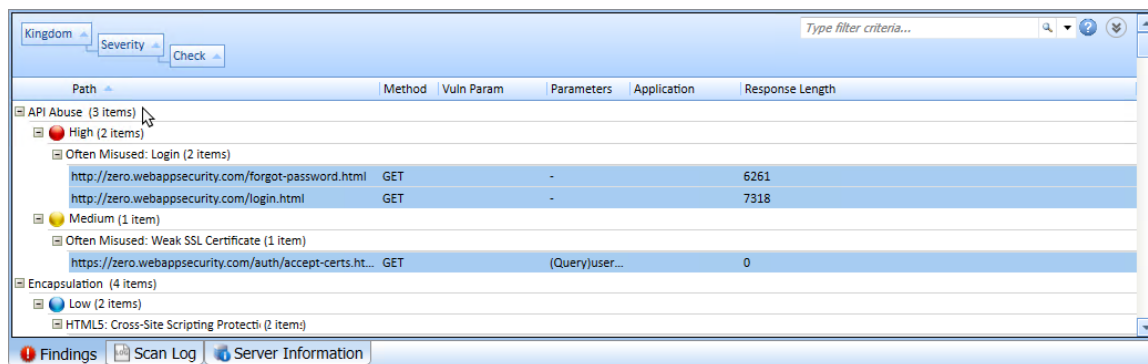 Kingdom
Severity
Check
Type filter criteria...
Path Method Vuln Param Parameters Application Response Length
API Abuse (3 items)
High (2 items)
Often Misused: Login (2 items)
http://zero.webappsecurity.com/forgot-password.html GET - 6261
http://zero.webappsecurity.com/login.html GET - 7318
Medium (1 item)
Often Misused: Weak SSL Certificate (1 item)
https://zero.webappsecurity.com/auth/accept-certs.ht... GET (Query)user... 0
Encapsulation (4 items)
Low (2 items)
HTML5: Cross-Site Scripting Protecti (2 items)
Findings Scan Log Server Information